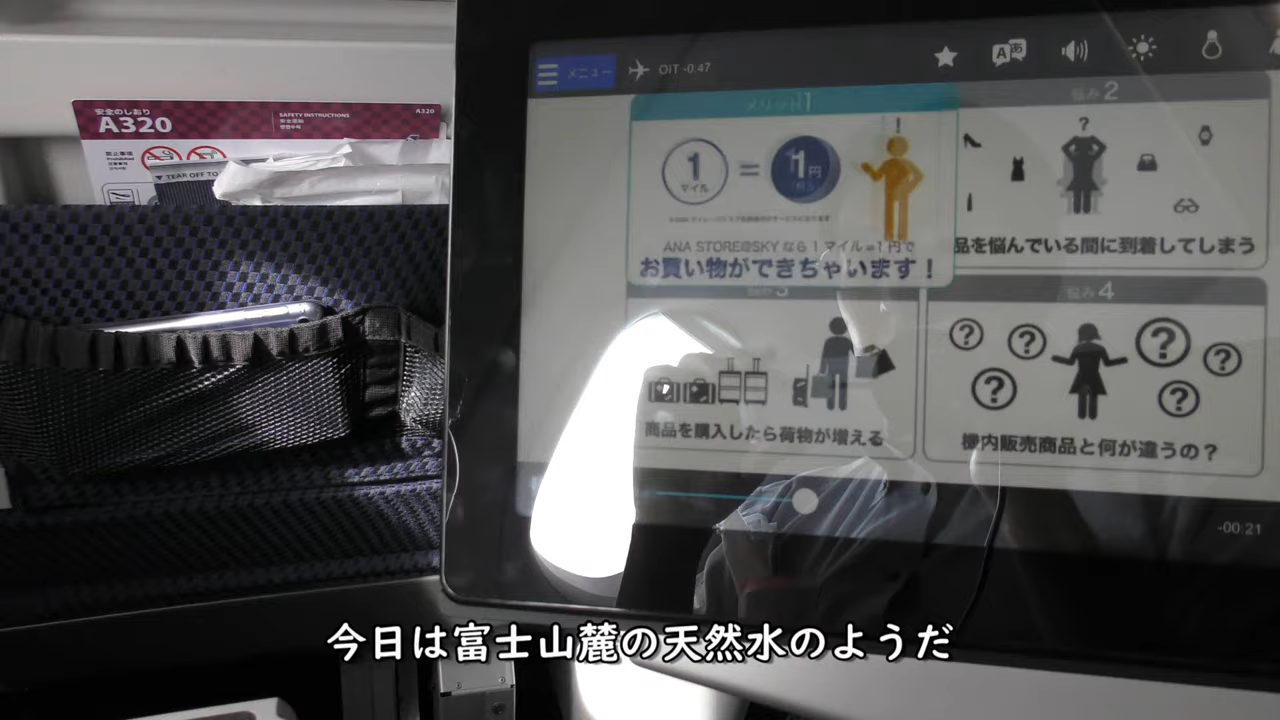 安全のしおり
A320
SAFETY INSTRUCTIONS
A320
禁止事項
Prohibited
▼ TEAR OFF TO
メニュー
OIT -0:47
A あ
悩み2
1
マイル
=
1円
!
?
ANA STORE@SKY なら1マイル=1円で
お買い物ができちゃいます!
品を悩んでいる間に到着してしまう
悩み4
? ? ? ? ? ?
商品を購入したら荷物が増える
機内販売商品と何が違うの?
-00:21
今日は富士山麓の天然水のようだ